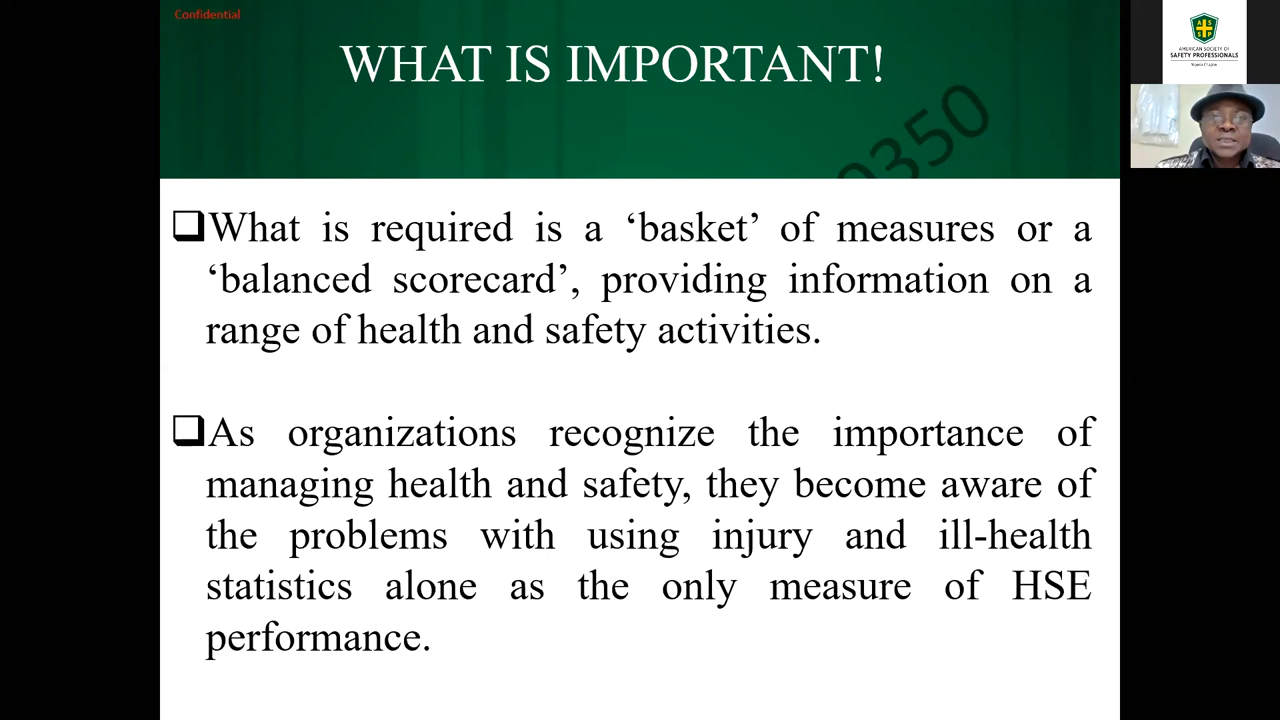 Confidential
WHAT IS IMPORTANT!
0350
❑What is required is a ‘basket’ of measures or a
‘balanced scorecard’, providing information on a
range of health and safety activities.
❑As organizations recognize the importance of
managing health and safety, they become aware of
the problems with using injury and ill-health
statistics alone as the only measure of HSE
performance.
A S
S P
AMERICAN SOCIETY OF
SAFETY PROFESSIONALS
Nigeria Chapter